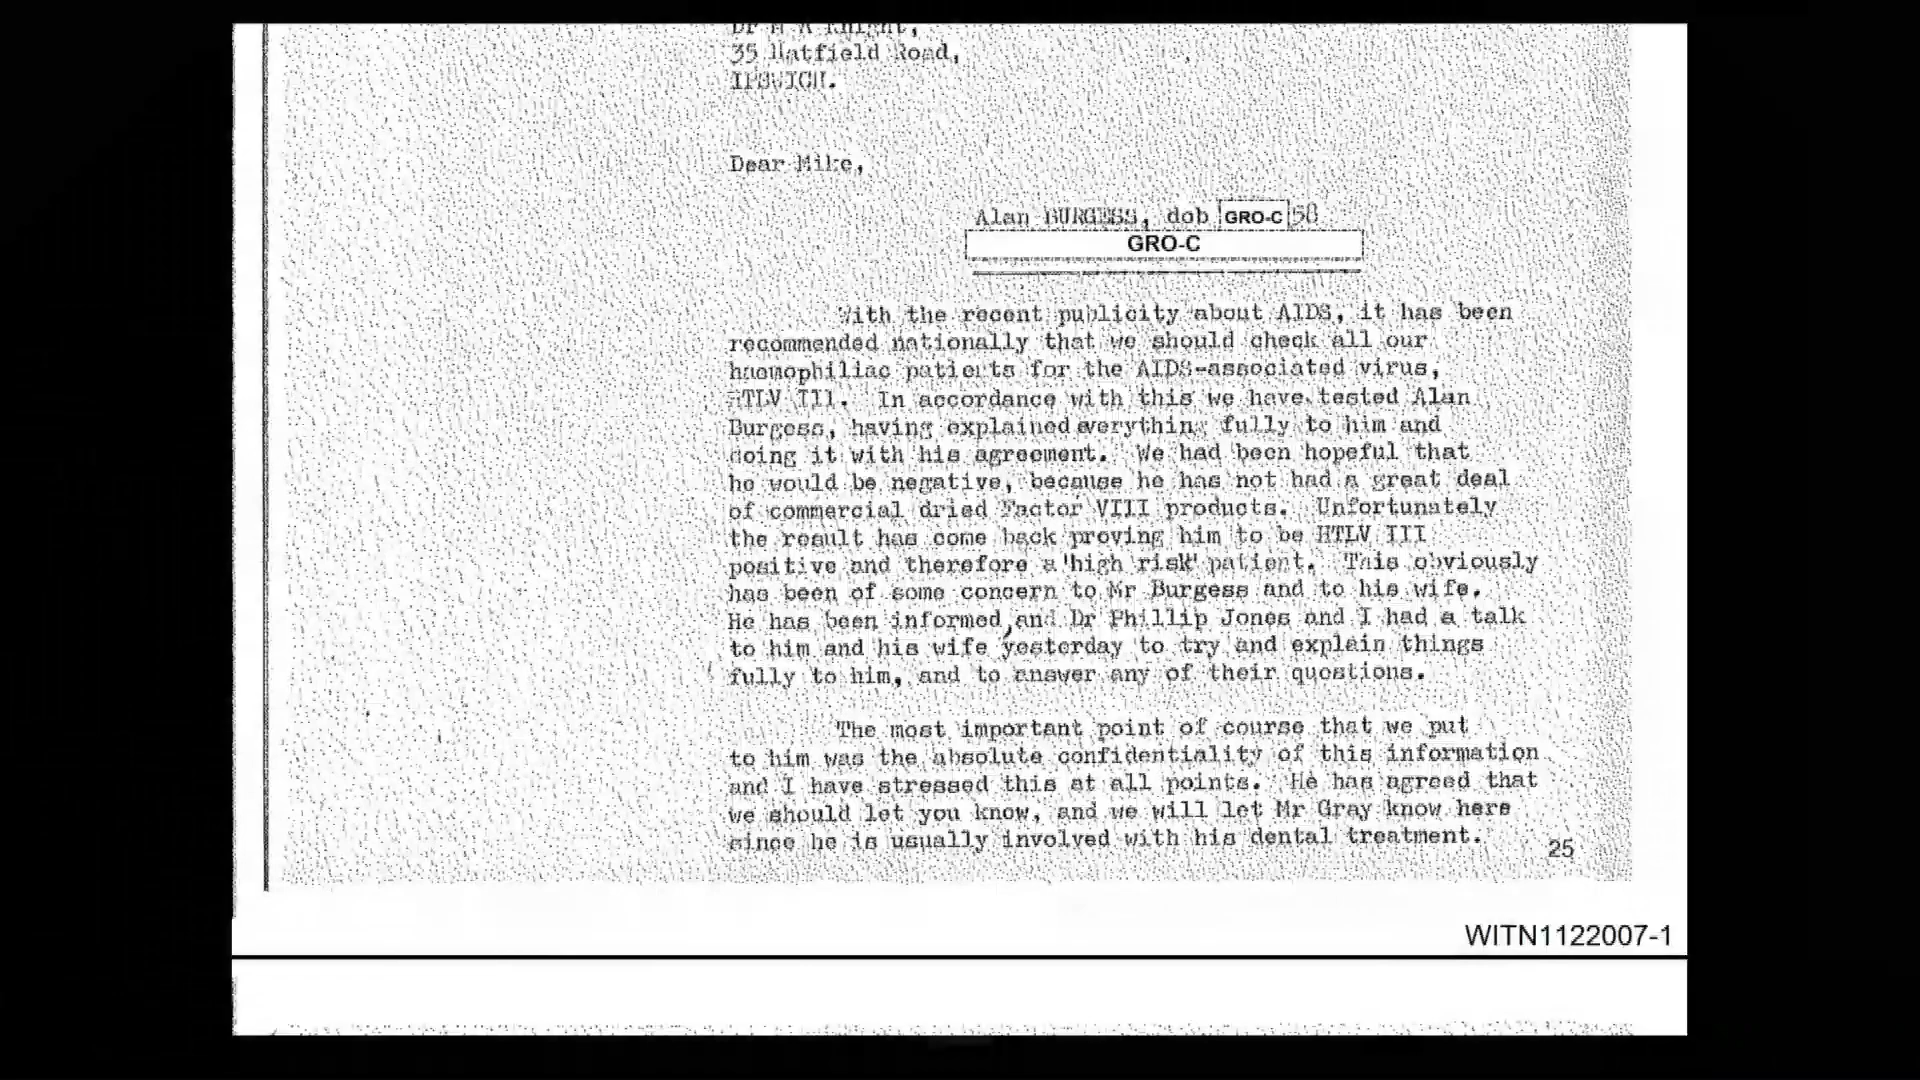 Dr M A Knight,
35 Hatfield Road,
IPSWICH.
Dear Mike,
Alan BURGESS, dob GRO-C 58
GRO-C
With the recent publicity about AIDS, it has been
recommended nationally that we should check all our
haemophiliac patients for the AIDS-associated virus,
HTLV III. In accordance with this we have tested Alan
Burgess, having explained everything fully to him and
doing it with his agreement. We had been hopeful that
he would be negative, because he has not had a great deal
of commercial dried Factor VIII products. Unfortunately
the result has come back proving him to be HTLV III
positive and therefore a 'high risk' patient. This obviously
has been of some concern to Mr Burgess and to his wife.
He has been informed, and Dr Phillip Jones and I had a talk
to him and his wife yesterday to try and explain things
fully to him, and to answer any of their questions.
The most important point of course that we put
to him was the absolute confidentiality of this information
and I have stressed this at all points. He has agreed that
we should let you know, and we will let Mr Gray know here
since he is usually involved with his dental treatment.
25
WITN1122007-1